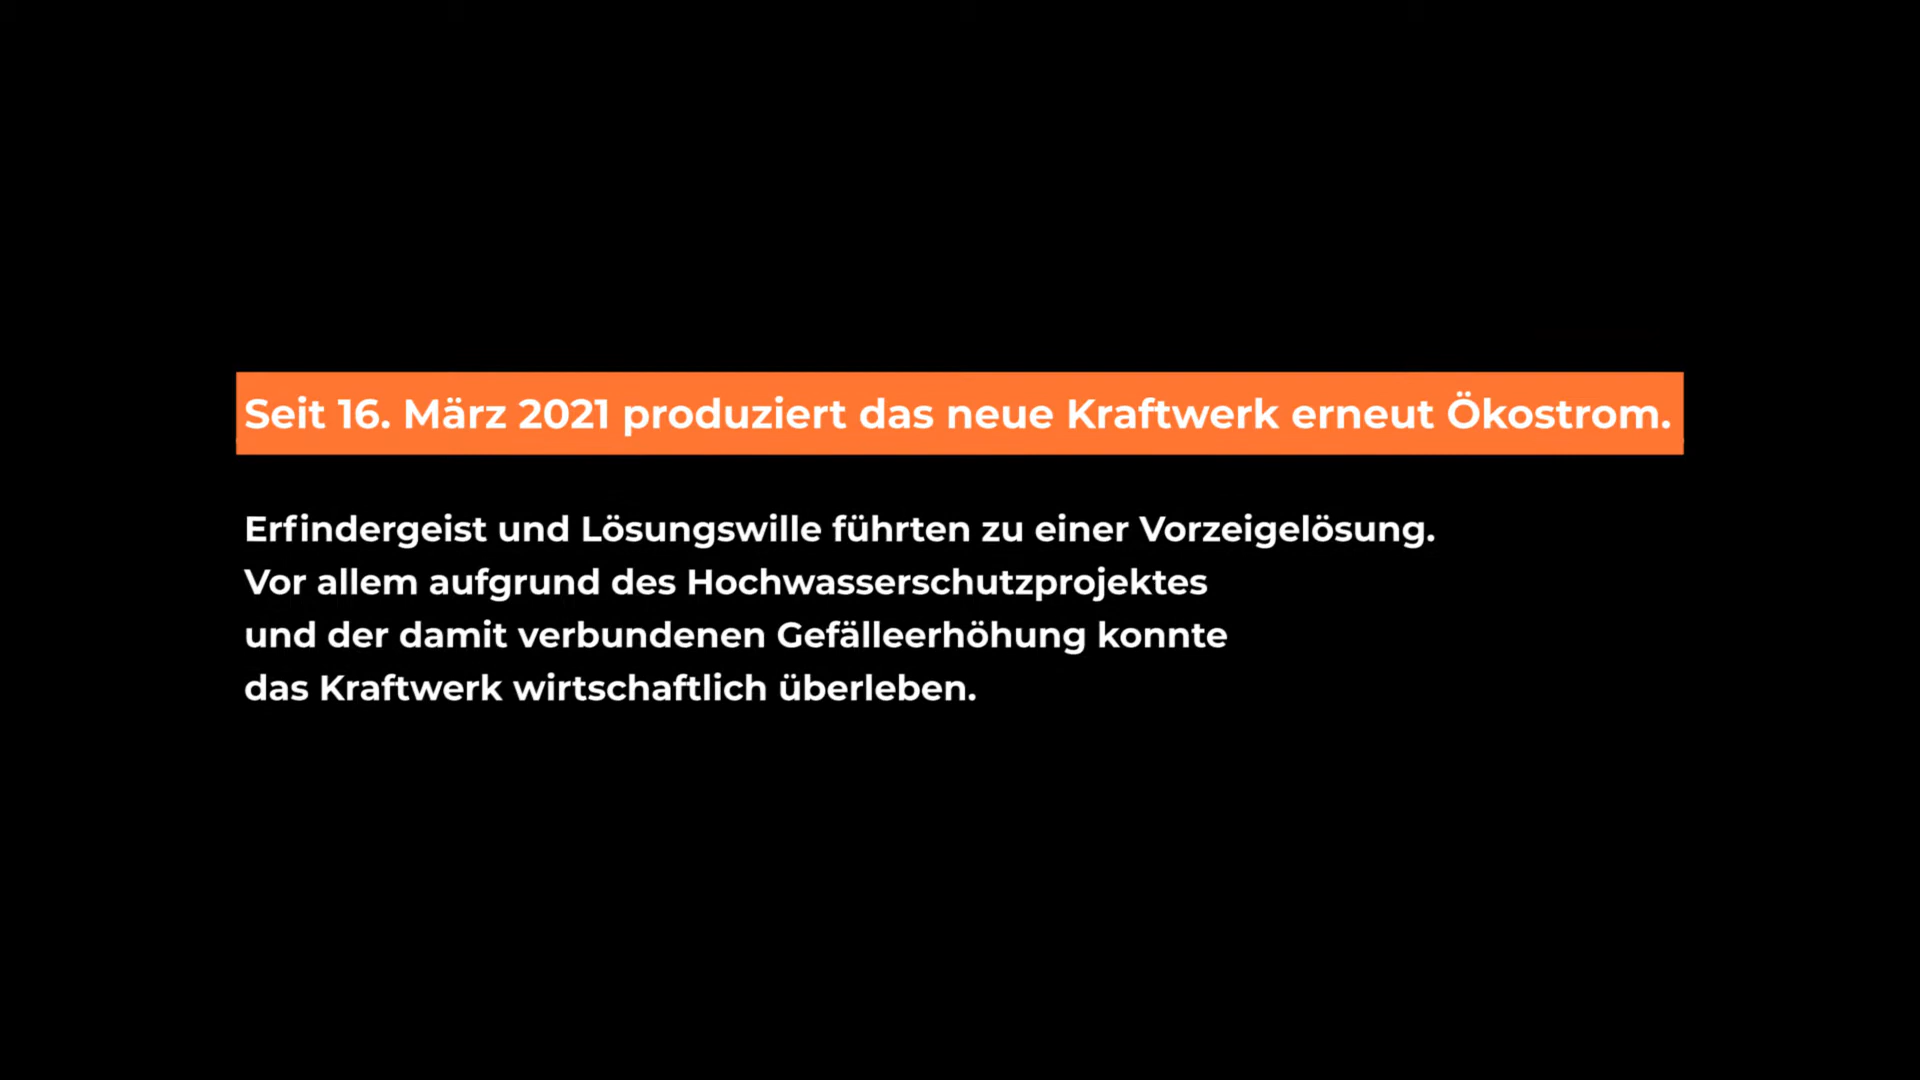 Seit 16. März 2021 produziert das neue Kraftwerk erneut Ökostrom.
Erfindergeist und Lösungswille führten zu einer Vorzeigelösung.
Vor allem aufgrund des Hochwasserschutzprojektes
und der damit verbundenen Gefälleerhöhung konnte
das Kraftwerk wirtschaftlich überleben.